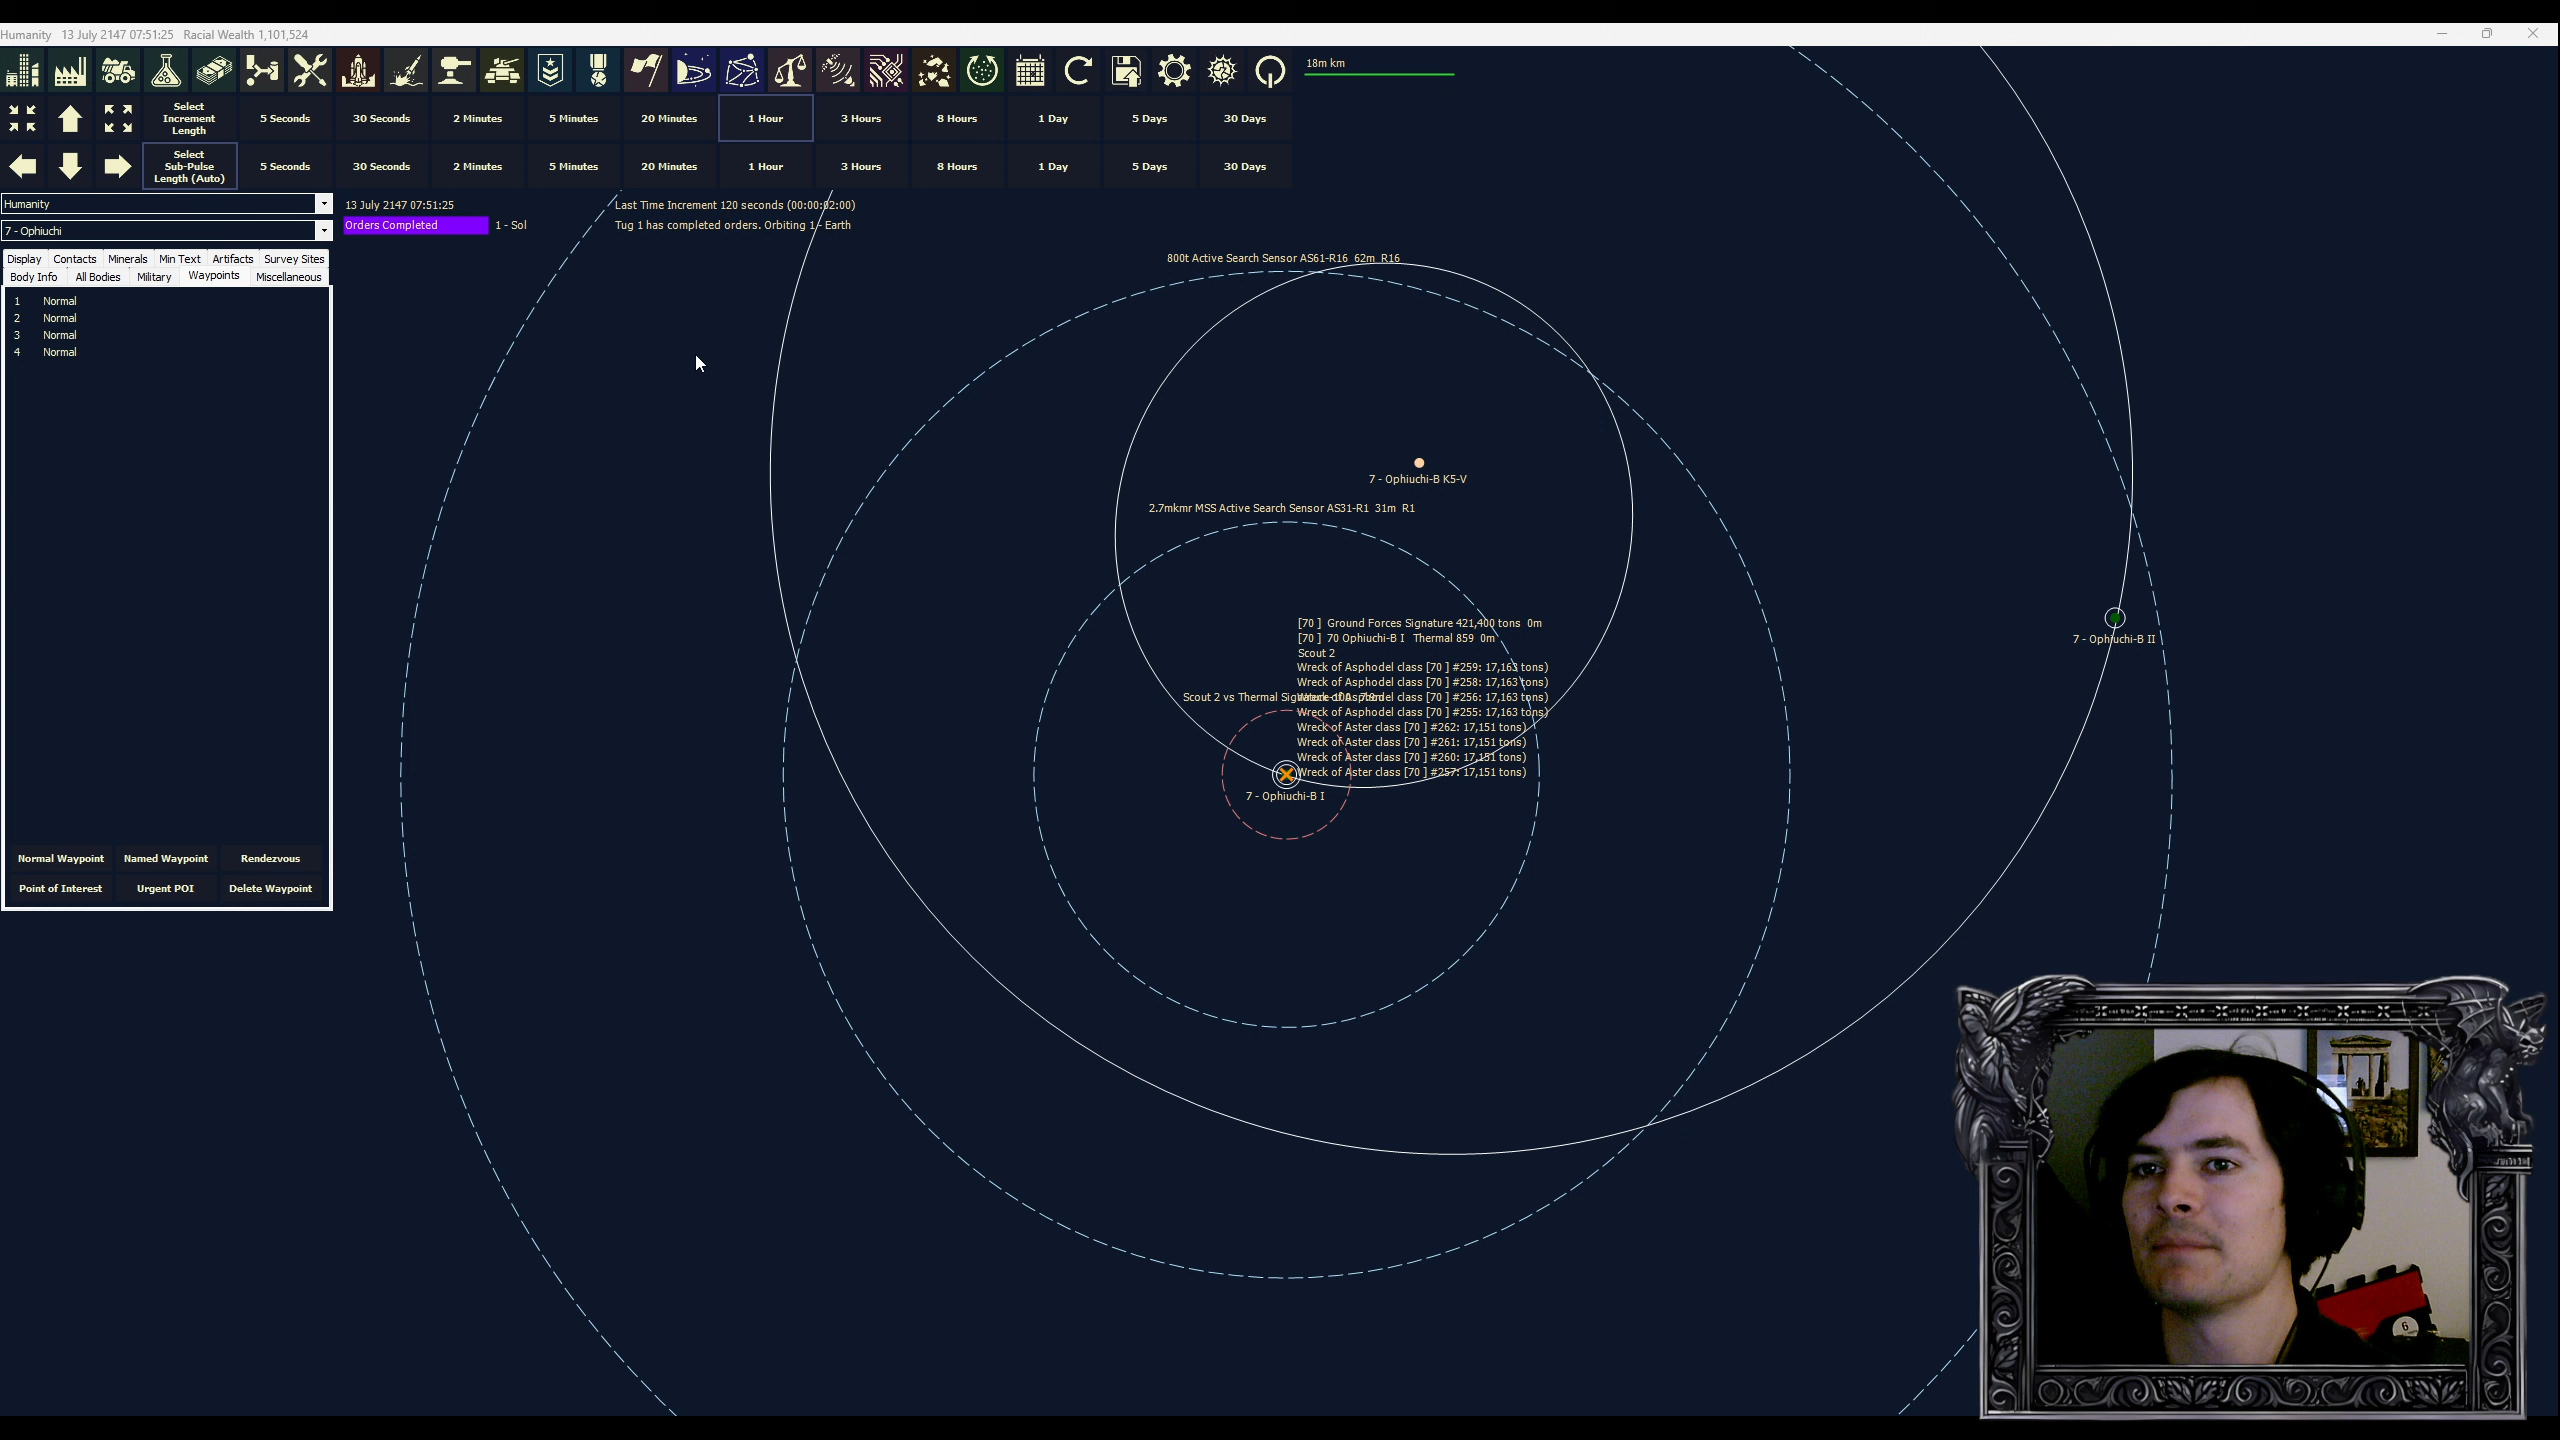 Humanity 13 July 2147 07:51:25 Racial Wealth 1,101,524
18m km
Select Increment Length
5 Seconds 30 Seconds 2 Minutes 5 Minutes 20 Minutes 1 Hour 3 Hours 8 Hours 1 Day 5 Days 30 Days
Select Sub-Pulse Length (Auto)
5 Seconds 30 Seconds 2 Minutes 5 Minutes 20 Minutes 1 Hour 3 Hours 8 Hours 1 Day 5 Days 30 Days
Humanity
13 July 2147 07:51:25 Last Time Increment 120 seconds (00:00:02:00)
7 - Ophiuchi
Orders Completed 1 - Sol Tug 1 has completed orders. Orbiting 1 - Earth
Display Contacts Minerals Min Text Artifacts Survey Sites
Body Info All Bodies Military Waypoints Miscellaneous
1 Normal
2 Normal
3 Normal
4 Normal
800t Active Search Sensor AS61-R16 62m R16
7 - Ophiuchi-B K5-V
2.7mkmr MSS Active Search Sensor AS31-R1 31m R1
[70 ] Ground Forces Signature 421,400 tons 0m
[70 ] 70 Ophiuchi-B I Thermal 859 0m
Scout 2
Wreck of Asphodel class [70 ] #259: 17,163 tons)
Wreck of Asphodel class [70 ] #258: 17,163 tons)
Scout 2 vs Thermal Signature
Wreck of Asphodel class [70 ] #256: 17,163 tons)
Wreck of Asphodel class [70 ] #255: 17,163 tons)
Wreck of Aster class [70 ] #262: 17,151 tons)
Wreck of Aster class [70 ] #261: 17,151 tons)
Wreck of Aster class [70 ] #260: 17,151 tons)
Wreck of Aster class [70 ] #257: 17,151 tons)
7 - Ophiuchi-B I
7 - Ophiuchi-B II
Normal Waypoint Named Waypoint Rendezvous
Point of Interest Urgent POI Delete Waypoint
6